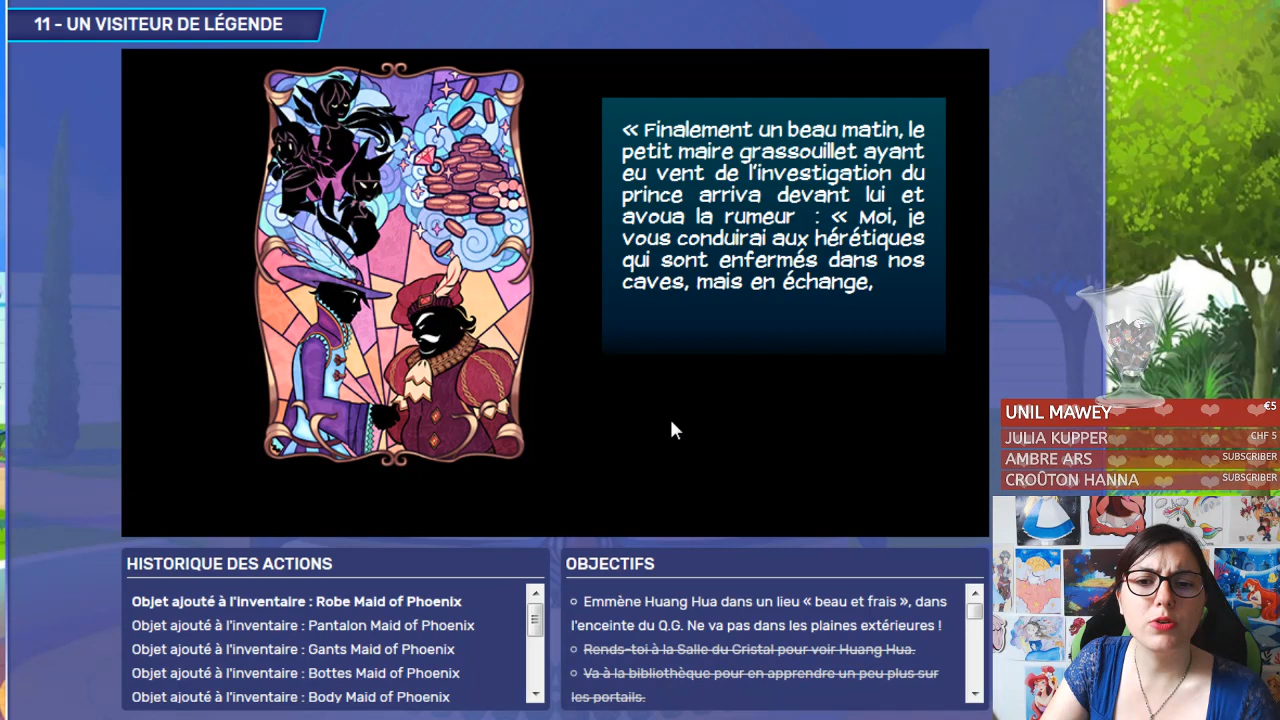 11 - UN VISITEUR DE LÉGENDE
« Finalement un beau matin, le
petit maire grassouillet ayant
eu vent de l'investigation du
prince arriva devant lui et
avoua la rumeur : « Moi, je
vous conduirai aux hérétiques
qui sont enfermés dans nos
caves, mais en échange,
UNIL MAWEY €5
JULIA KUPPER CHF 5
AMBRE ARS SUBSCRIBER
CROÛTON HANNA SUBSCRIBER
HISTORIQUE DES ACTIONS
Objet ajouté à l'inventaire : Robe Maid of Phoenix
Objet ajouté à l'inventaire : Pantalon Maid of Phoenix
Objet ajouté à l'inventaire : Gants Maid of Phoenix
Objet ajouté à l'inventaire : Bottes Maid of Phoenix
Objet ajouté à l'inventaire : Body Maid of Phoenix
OBJECTIFS
Emmène Huang Hua dans un lieu « beau et frais », dans
l'enceinte du Q.G. Ne va pas dans les plaines extérieures !
Rends-toi à la Salle du Cristal pour voir Huang Hua.
Va à la bibliothèque pour en apprendre un peu plus sur
les portails.